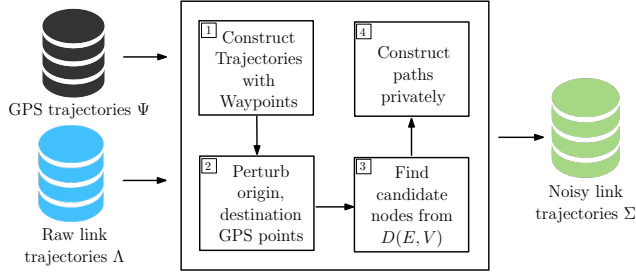 GPS trajectories Ψ
Raw link
trajectories Λ
1
Construct
Trajectories
with
Waypoints
2
Perturb
origin,
destination
GPS points
3
Find
candidate
nodes from
D(E, V)
4
Construct
paths
privately
Noisy link
trajectories Σ